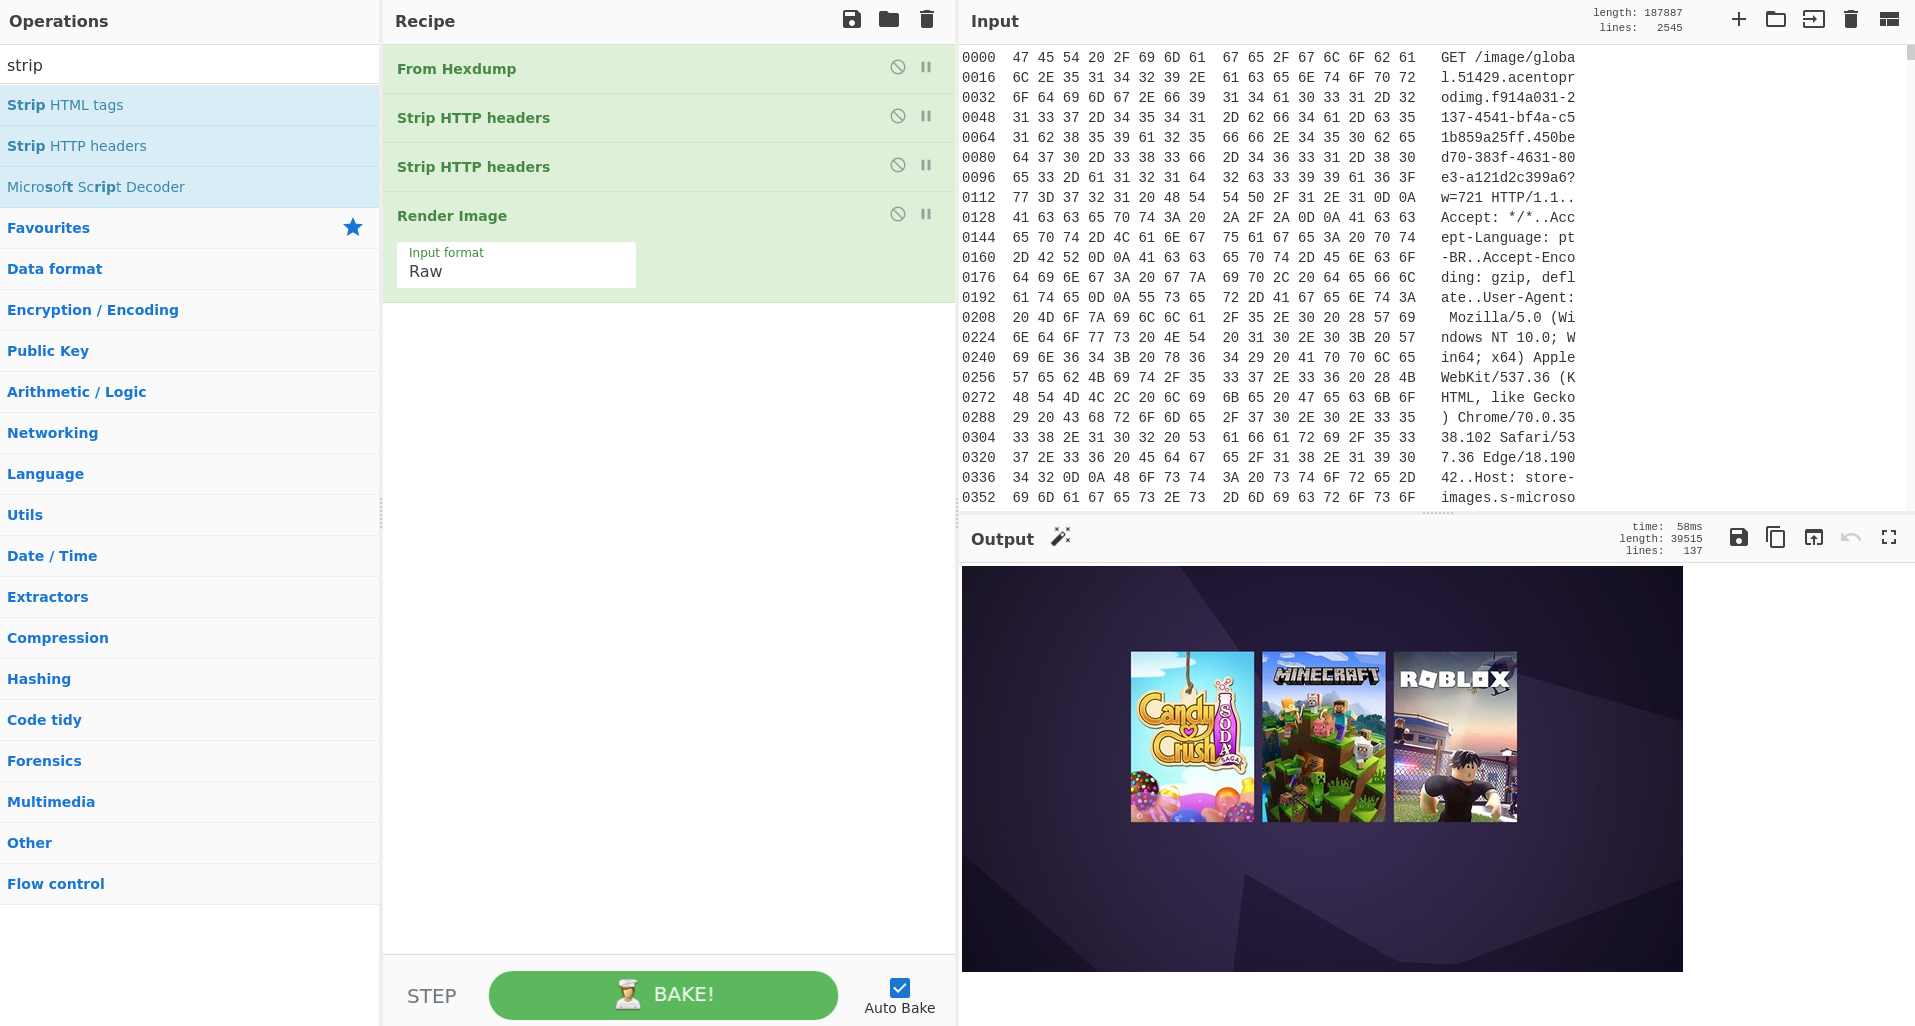 Operations
strip
Strip HTML tags
Strip HTTP headers
Microsoft Script Decoder
Favourites
Data format
Encryption / Encoding
Public Key
Arithmetic / Logic
Networking
Language
Utils
Date / Time
Extractors
Compression
Hashing
Code tidy
Forensics
Multimedia
Other
Flow control
Recipe
From Hexdump
Strip HTTP headers
Strip HTTP headers
Render Image
Input format
Raw
STEP
BAKE!
Auto Bake
Input
length: 187887
lines: 2545
0000 47 45 54 20 2F 69 6D 61 67 65 2F 67 6C 6F 62 61 GET /image/globa
0016 6C 2E 35 31 34 32 39 2E 61 63 65 6E 74 6F 70 72 l.51429.acentopr
0032 6F 64 69 6D 67 2E 66 39 31 34 61 30 33 31 2D 32 odimg.f914a031-2
0048 31 33 37 2D 34 35 34 31 2D 62 66 34 61 2D 63 35 137-4541-bf4a-c5
0064 31 62 38 35 39 61 32 35 66 66 2E 34 35 30 62 65 1b859a25ff.450be
0080 64 37 30 2D 33 38 33 66 2D 34 36 33 31 2D 38 30 d70-383f-4631-80
0096 65 33 2D 61 31 32 31 64 32 63 33 39 39 61 36 3F e3-a121d2c399a6?
0112 77 3D 37 32 31 20 48 54 54 50 2F 31 2E 31 0D 0A w=721 HTTP/1.1..
0128 41 63 63 65 70 74 3A 20 2A 2F 2A 0D 0A 41 63 63 Accept: */*..Acc
0144 65 70 74 2D 4C 61 6E 67 75 61 67 65 3A 20 70 74 ept-Language: pt
0160 2D 42 52 0D 0A 41 63 63 65 70 74 2D 45 6E 63 6F -BR..Accept-Enco
0176 64 69 6E 67 3A 20 67 7A 69 70 2C 20 64 65 66 6C ding: gzip, defl
0192 61 74 65 0D 0A 55 73 65 72 2D 41 67 65 6E 74 3A ate..User-Agent:
0208 20 4D 6F 7A 69 6C 6C 61 2F 35 2E 30 20 28 57 69 Mozilla/5.0 (Wi
0224 6E 64 6F 77 73 20 4E 54 20 31 30 2E 30 3B 20 57 ndows NT 10.0; W
0240 69 6E 36 34 3B 20 78 36 34 29 20 41 70 70 6C 65 in64; x64) Apple
0256 57 65 62 4B 69 74 2F 35 33 37 2E 33 36 20 28 4B WebKit/537.36 (K
0272 48 54 4D 4C 2C 20 6C 69 6B 65 20 47 65 63 6B 6F HTML, like Gecko
0288 29 20 43 68 72 6F 6D 65 2F 37 30 2E 30 2E 33 35 ) Chrome/70.0.35
0304 33 38 2E 31 30 32 20 53 61 66 61 72 69 2F 35 33 38.102 Safari/53
0320 37 2E 33 36 20 45 64 67 65 2F 31 38 2E 31 39 30 7.36 Edge/18.190
0336 34 32 0D 0A 48 6F 73 74 3A 20 73 74 6F 72 65 2D 42..Host: store-
0352 69 6D 61 67 65 73 2E 73 2D 6D 69 63 72 6F 73 6F images.s-microso
Output
time: 58ms
length: 39515
lines: 137
Candy
Crush
SODA
SAGA
MINECRAFT
ROBLOX